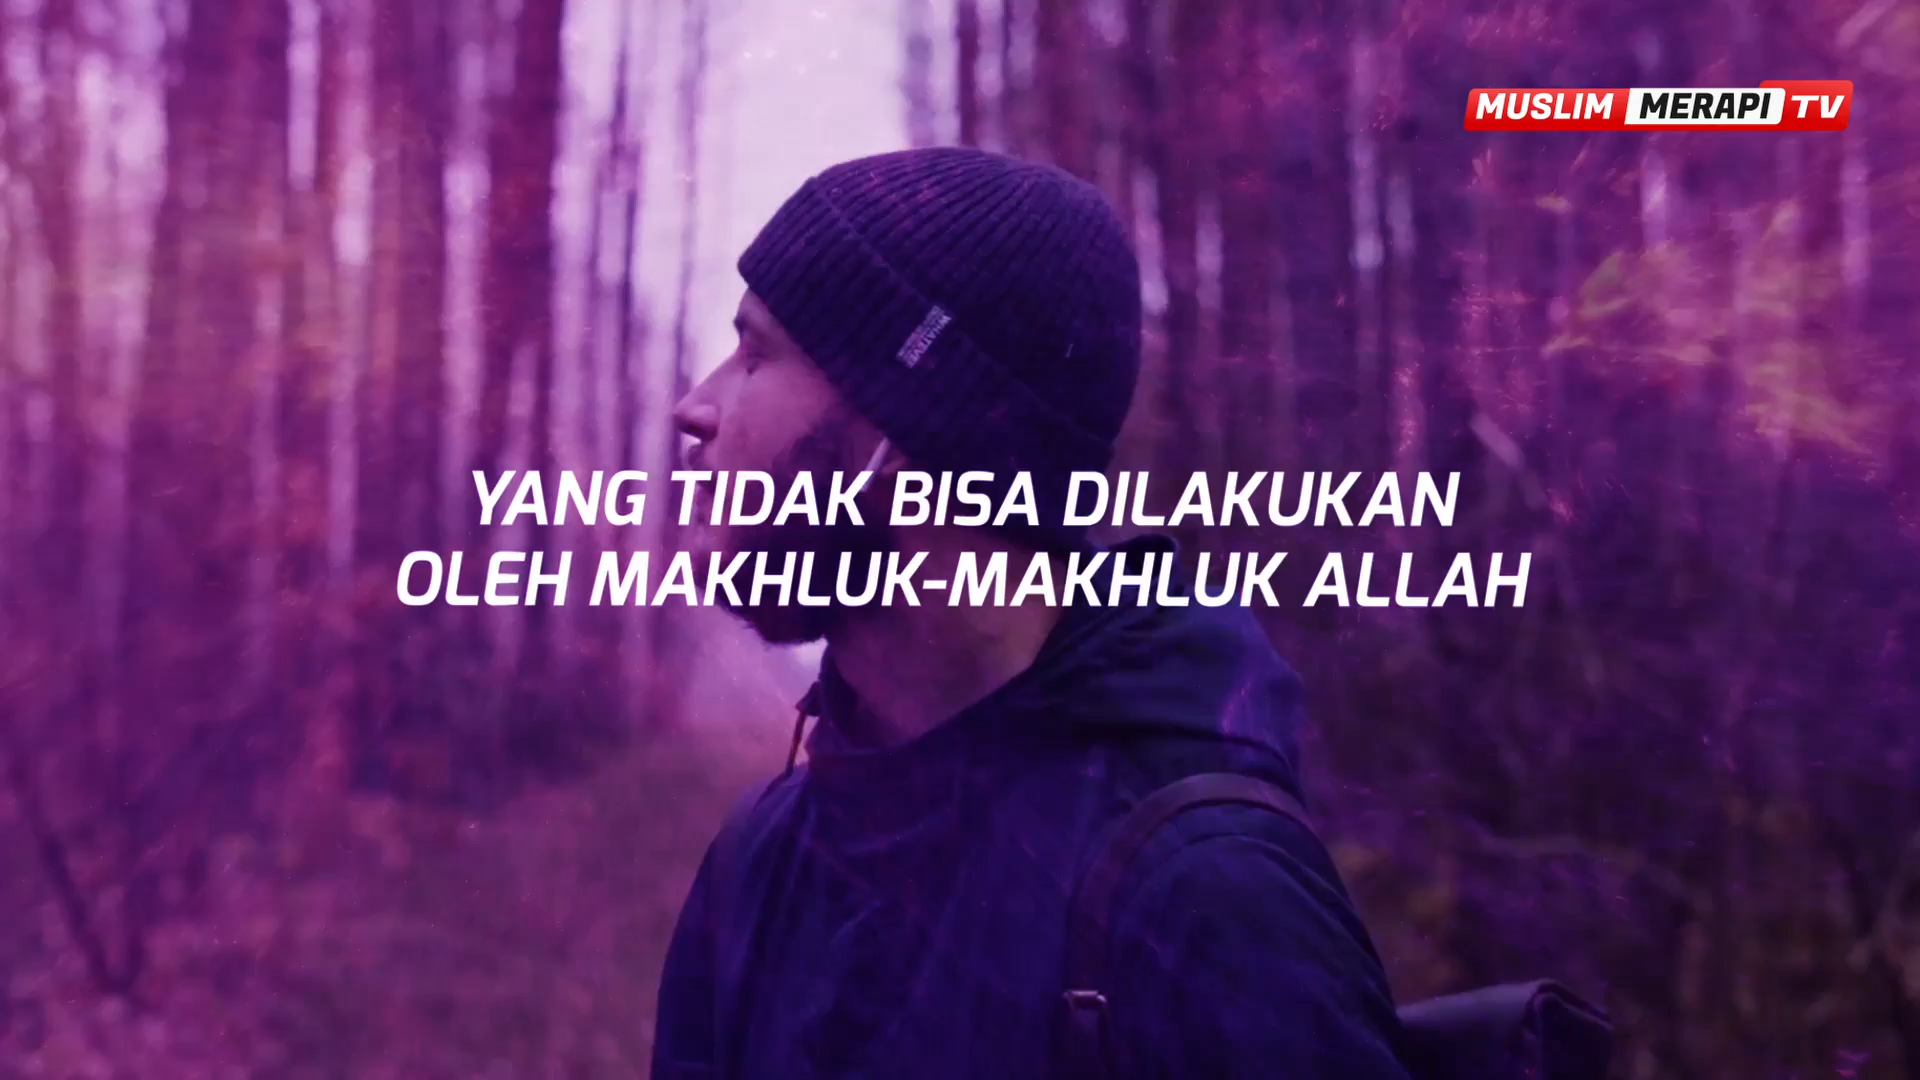 MUSLIM MERAPI TV
YANG TIDAK BISA DILAKUKAN
OLEH MAKHLUK-MAKHLUK ALLAH